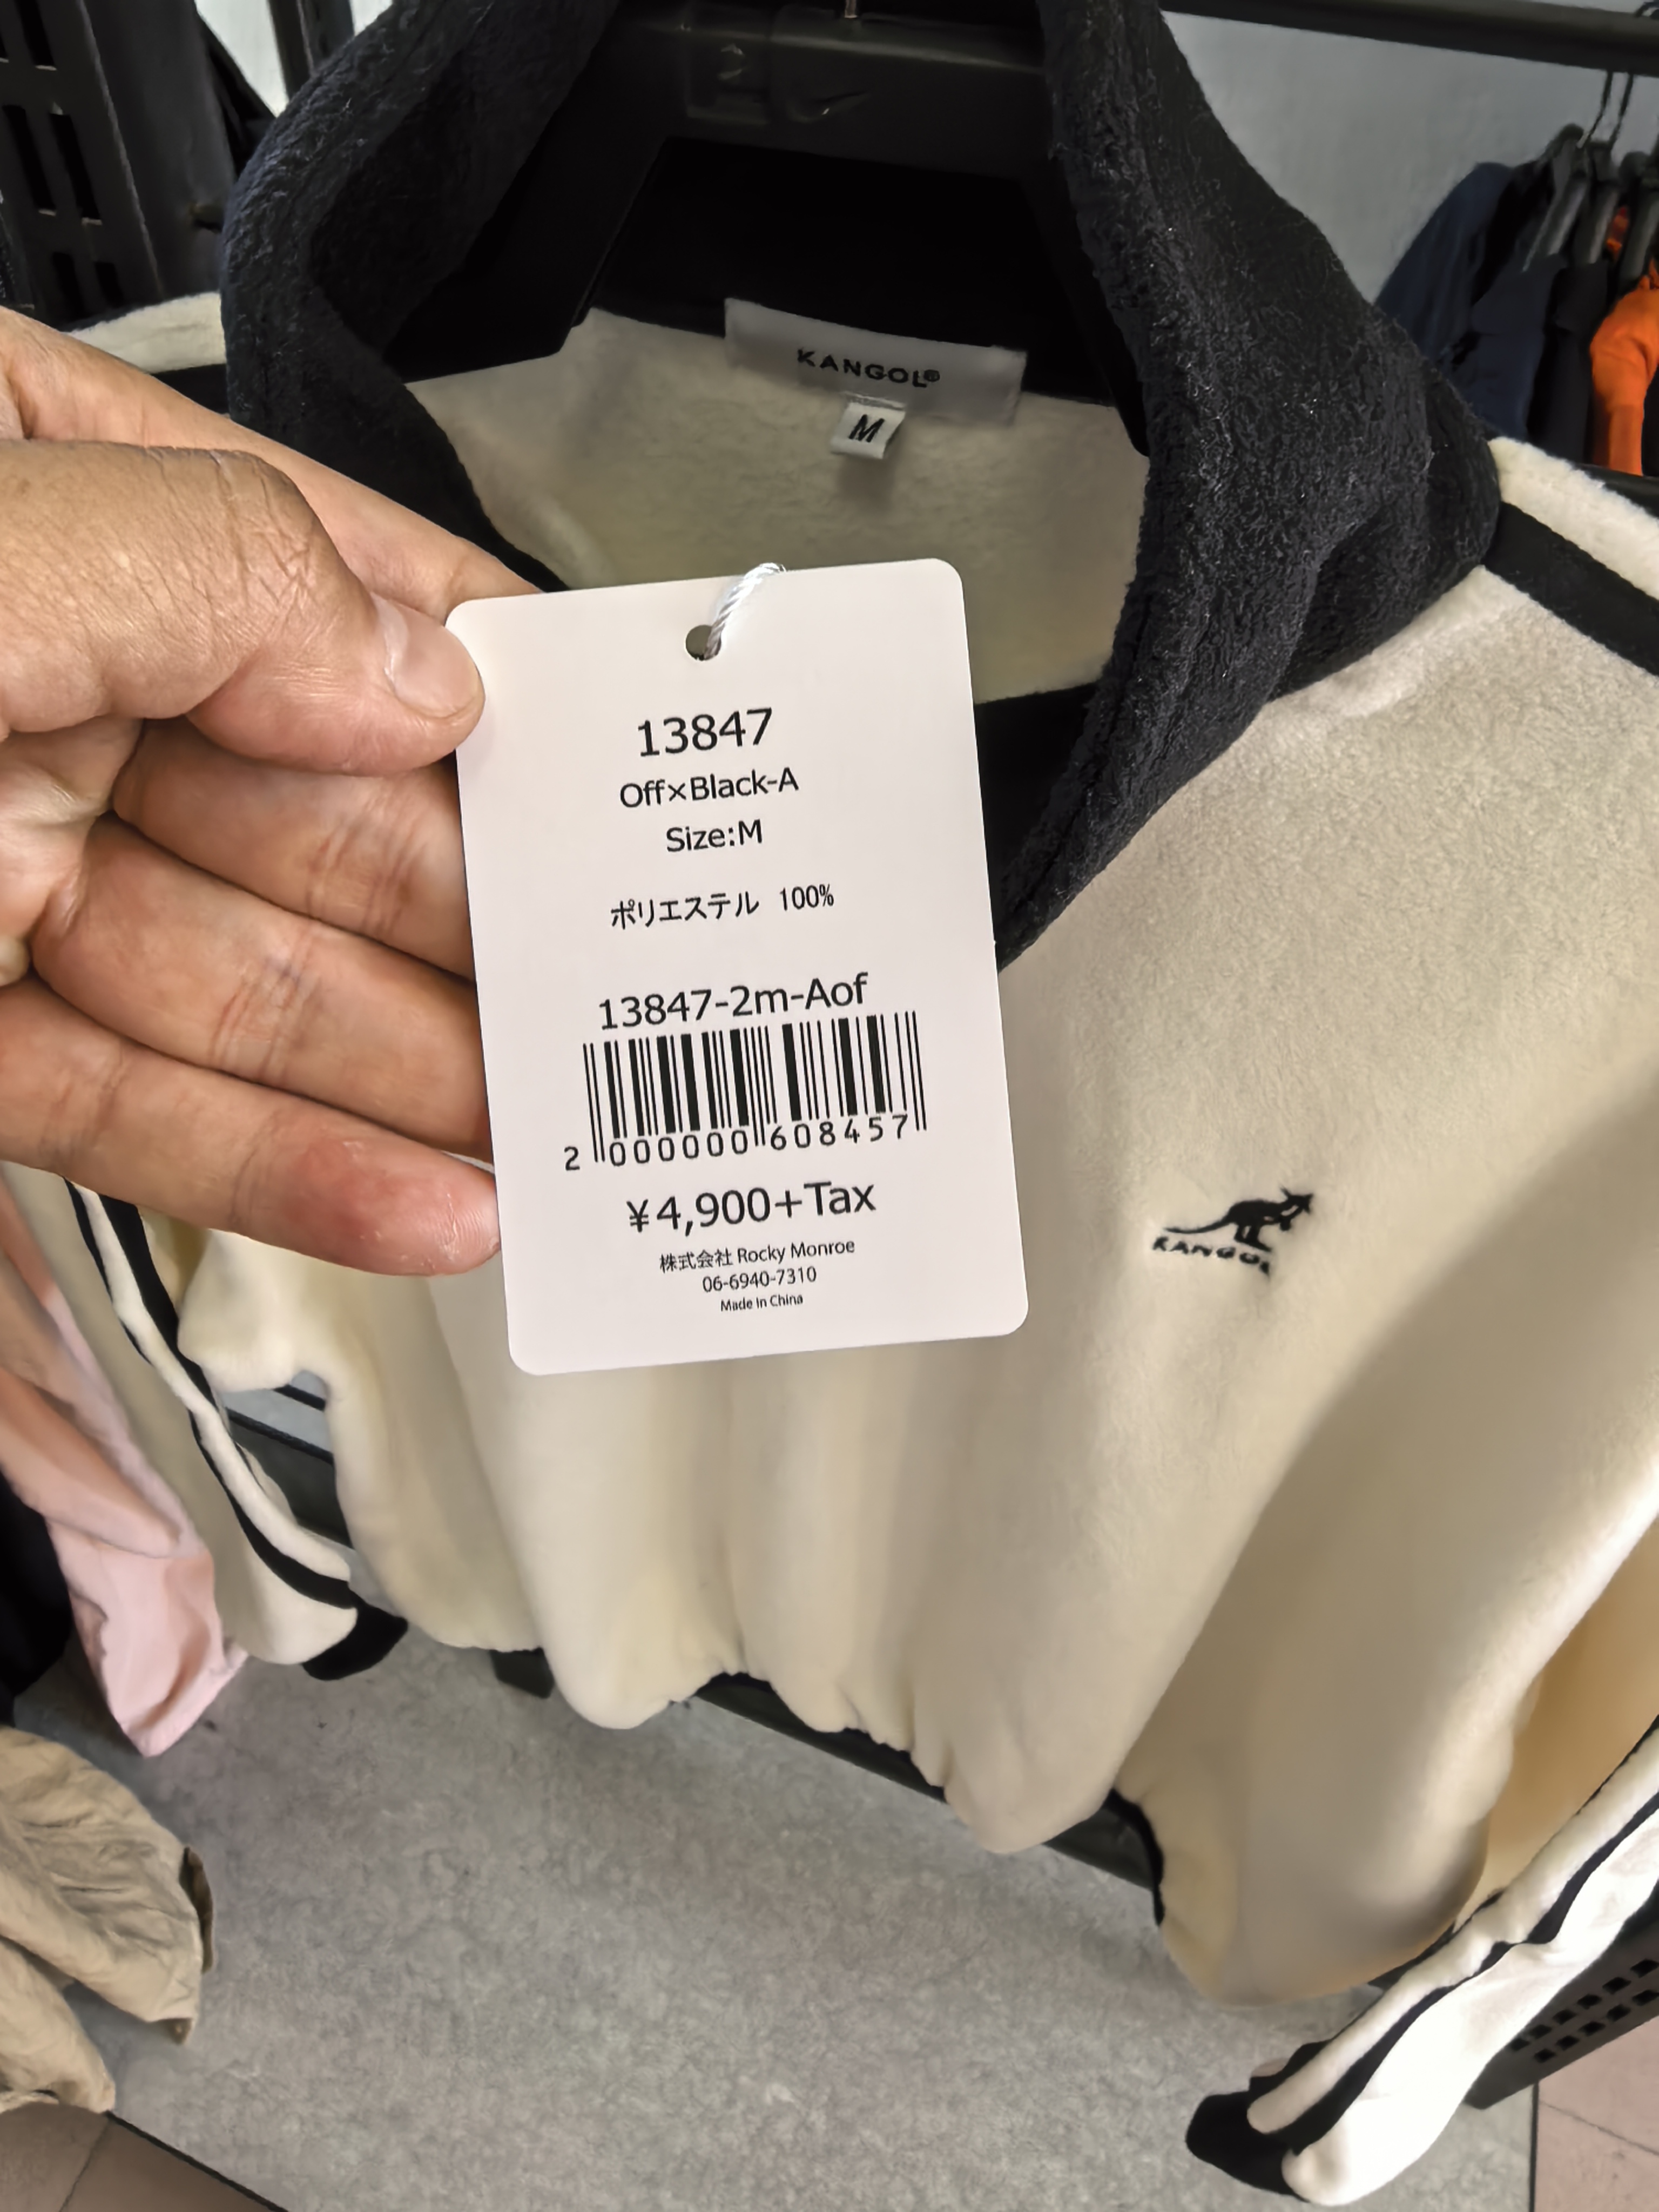 KANGOL®
M
13847
Off×Black-A
Size:M
ポリエステル 100%
13847-2m-Aof
2 000000 608457
¥4,900+Tax
株式会社 Rocky Monroe
06-6940-7310
Made In China
KANGOL